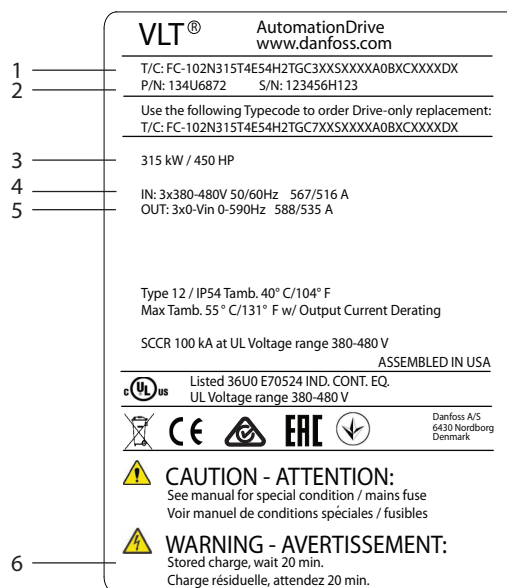 VLT® AutomationDrive
www.danfoss.com
1 T/C: FC-102N315T4E54H2TGC3XXSXXXXA0BXCXXXXDX
2 P/N: 134U6872 S/N: 123456H123
Use the following Typecode to order Drive-only replacement:
T/C: FC-102N315T4E54H2TGC7XXSXXXXA0BXCXXXXDX
3 315 kW / 450 HP
4 IN: 3x380-480V 50/60Hz 567/516 A
5 OUT: 3x0-Vin 0-590Hz 588/535 A
Type 12 / IP54 Tamb. 40° C/104° F
Max Tamb. 55° C/131° F w/ Output Current Derating
SCCR 100 kA at UL Voltage range 380-480 V
ASSEMBLED IN USA
c UL us Listed 36U0 E70524 IND. CONT. EQ.
UL Voltage range 380-480 V
CE EAC Danfoss A/S
6430 Nordborg
Denmark
CAUTION - ATTENTION:
See manual for special condition / mains fuse
Voir manuel de conditions spéciales / fusibles
WARNING - AVERTISSEMENT:
6 Stored charge, wait 20 min.
Charge résiduelle, attendez 20 min.